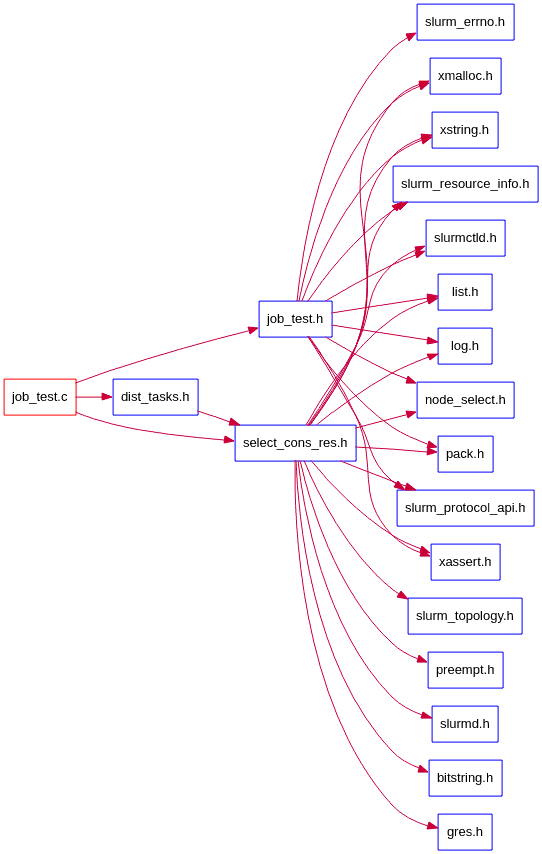 job_test.c
dist_tasks.h
job_test.h
select_cons_res.h
slurm_errno.h
xmalloc.h
xstring.h
slurm_resource_info.h
slurmctld.h
list.h
log.h
node_select.h
pack.h
slurm_protocol_api.h
xassert.h
slurm_topology.h
preempt.h
slurmd.h
bitstring.h
gres.h